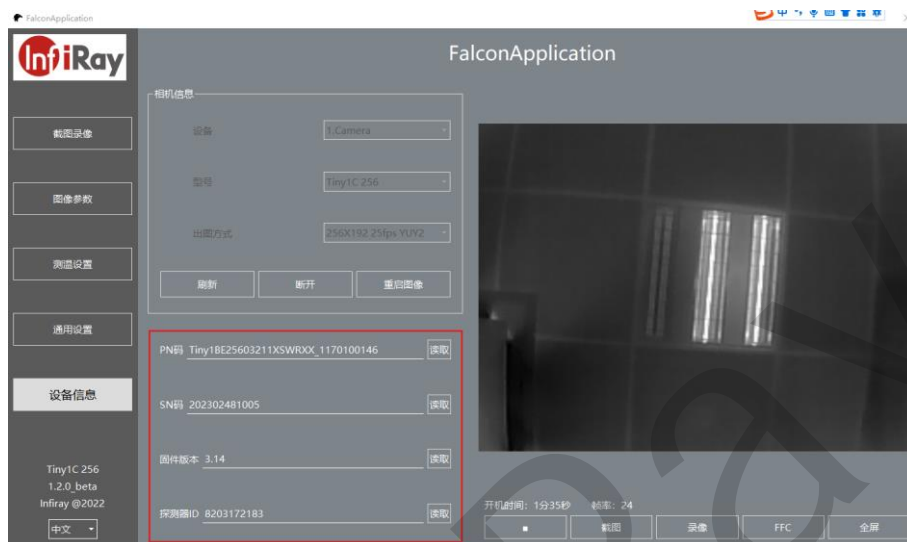 FalconApplication
InfiRay
FalconApplication
截图录像
图像参数
测温设置
通用设置
设备信息
Tiny1C 256
1.2.0_beta
Infiray @2022
中文
相机信息
设备 1.Camera
型号 Tiny1C 256
出图方式 256X192 25fps YUY2
刷新 断开 重启图像
PN码 Tiny1BE25603211XSWRXX_1170100146 读取
SN码 202302481005 读取
固件版本 3.14 读取
探测器ID 8203172183 读取
开机时间: 1分35秒 帧率: 24
截图 录像 FFC 全屏